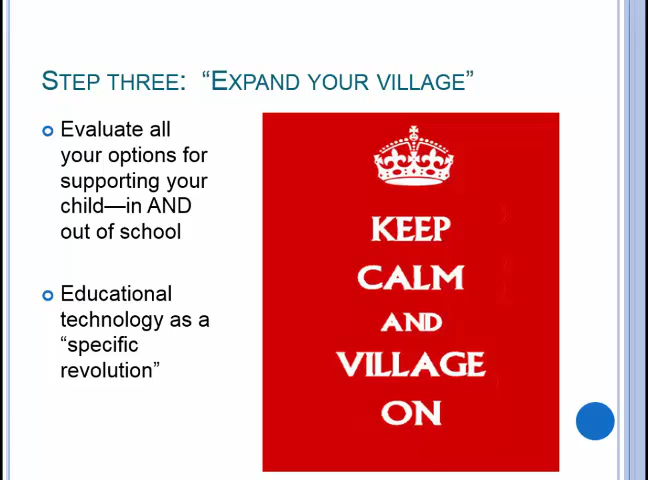 STEP THREE: “EXPAND YOUR VILLAGE”
Evaluate all
your options for
supporting your
child—in AND
out of school
Educational
technology as a
“specific
revolution”
KEEP
CALM
AND
VILLAGE
ON